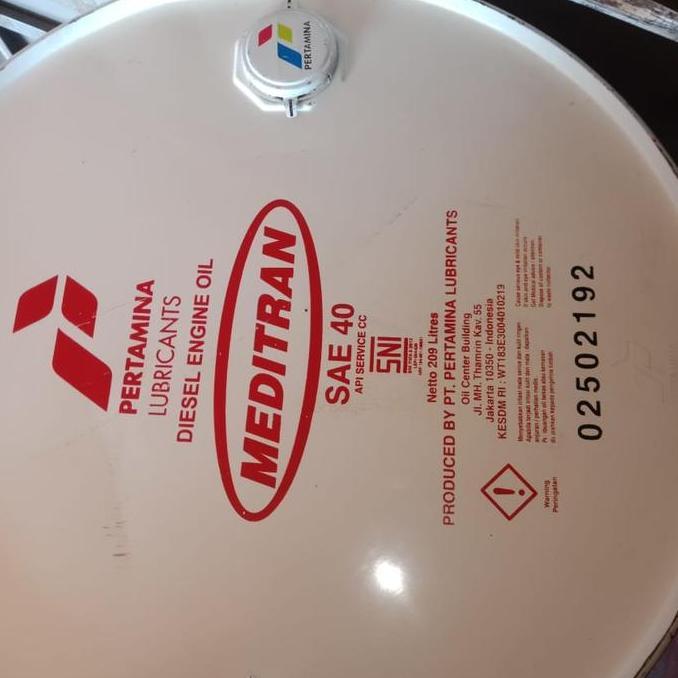 PERTAMINA
PERTAMINA
LUBRICANTS
DIESEL ENGINE OIL
MEDITRAN
SAE 40
API SERVICE CC
SNI
Netto 209 Litres
PRODUCED BY PT. PERTAMINA LUBRICANTS
Oil Center Building
Jl. MH. Thamrin Kav. 55
Jakarta 10350 - Indonesia
KESDM RI : WT183E3004010219
Warning
Peringatan
02502192